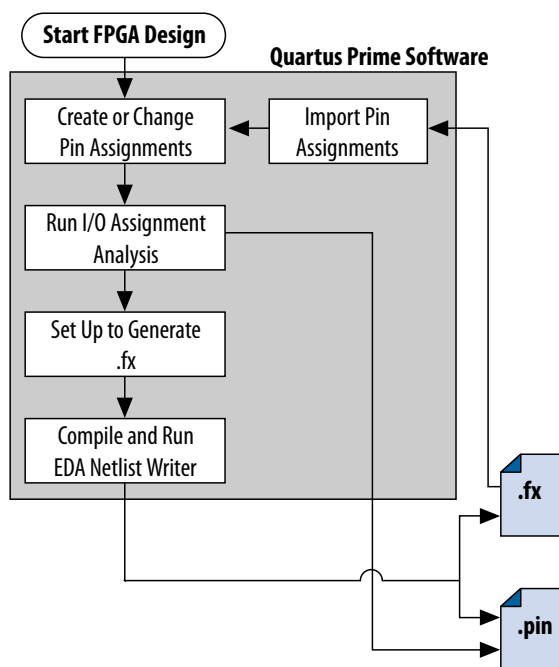 Start FPGA Design
Quartus Prime Software
Create or Change
Pin Assignments
Import Pin
Assignments
Run I/O Assignment
Analysis
Set Up to Generate
.fx
Compile and Run
EDA Netlist Writer
.fx
.pin